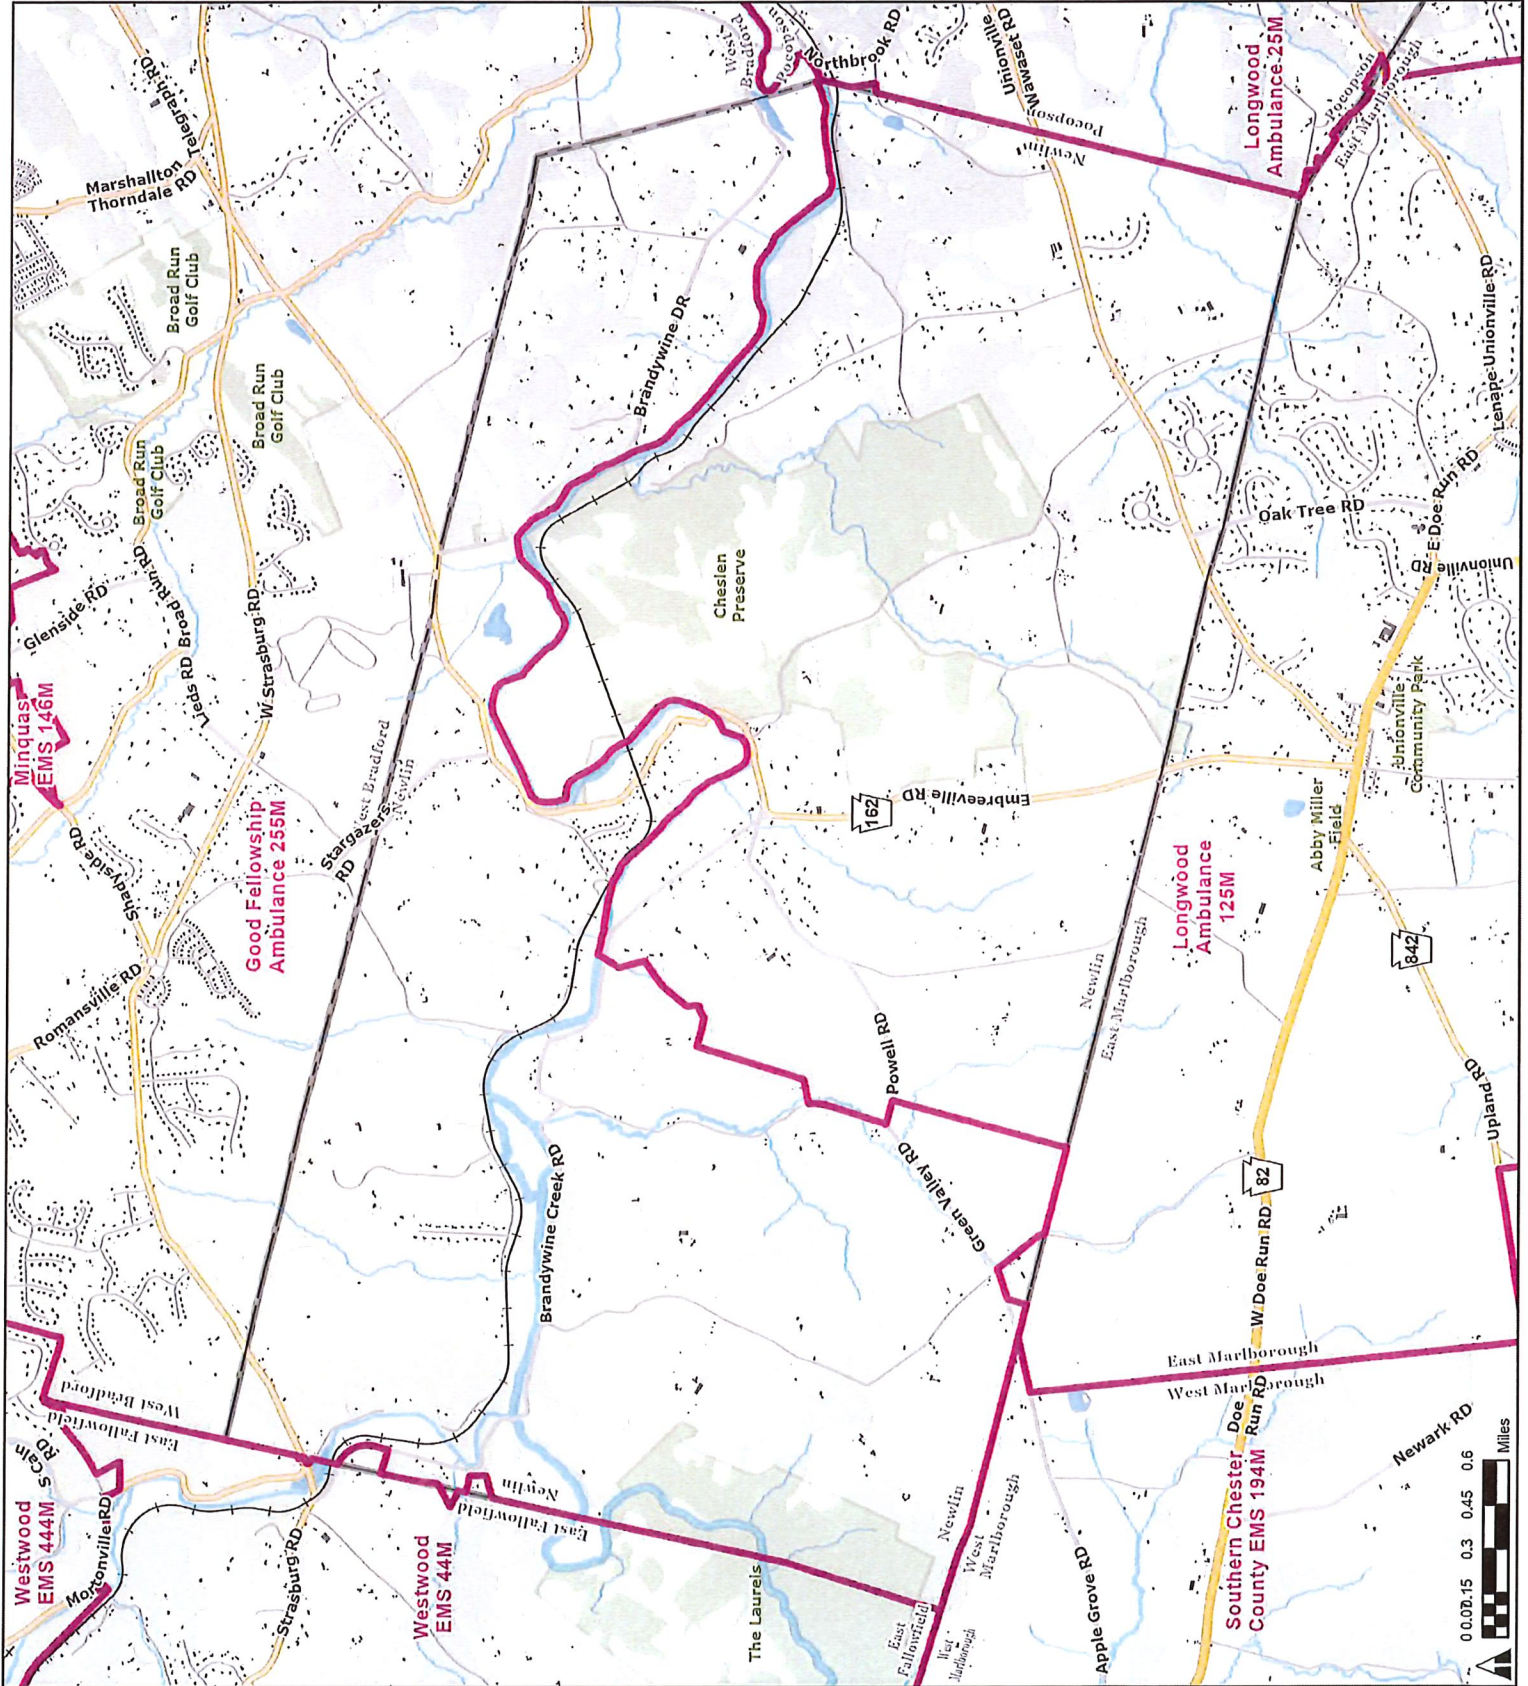 Telegraph RD
Marshallton
Thorndale RD
West
Bradford
Pocopson
Northbrook RD
Unionville
Wawaset RD
Longwood
Ambulance 25M
Pocopson
East Marlborough
Pocopson
Newlin
Broad Run
Golf Club
Broad Run
Golf Club
Broad Run
Golf Club
Brandywine DR
Lenape Unionville RD
Oak Tree RD
E Doe Run RD
Unionville RD
Glenside RD
Broad Run RD
Lieds RD
W Strasburg RD
Cheslen
Preserve
Minquas
EMS 146M
Shadyside RD
Good Fellowship
Ambulance 255M
Stargazers
RD
West Bradford
Newlin
162
Embreeville RD
Unionville
Community Park
Abby Miller
Field
Longwood
Ambulance
125M
842
Romansville RD
Newlin
East Marlborough
Powell RD
Upland RD
Green Valley RD
Brandywine Creek RD
82
W Doe Run RD
East Marlborough
West Marlborough
West Bradford
East Fallowfield
S Caln
RD
Westwood
EMS 444M
Mortonville RD
Strasburg RD
Westwood
EMS 44M
Newlin
East Fallowfield
The Laurels
Newlin
West
Marlborough
East
Fallowfield
West
Marlborough
Apple Grove RD
Doe
Run RD
Southern Chester
County EMS 194M
Newark RD
0 0.07 0.15 0.3 0.45 0.6
Miles